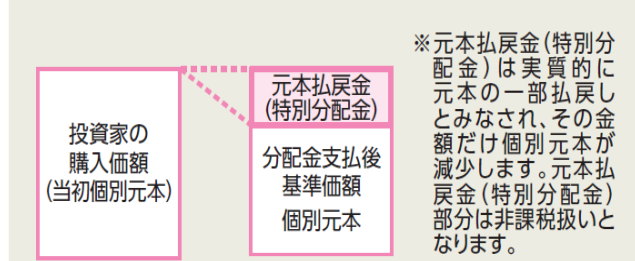 投資家の
購入価額
(当初個別元本)
元本払戻金
(特別分配金)
分配金支払後
基準価額
個別元本
※元本払戻金(特別分
配金)は実質的に
元本の一部払戻し
とみなされ、その金
額だけ個別元本が
減少します。元本払
戻金(特別分配金)
部分は非課税扱いと
なります。